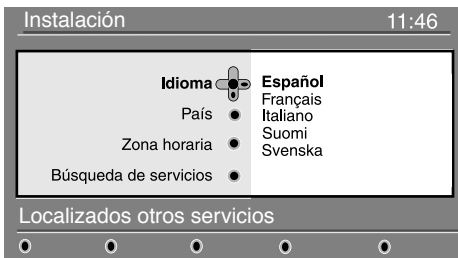 Instalación 11:46
Idioma Español
Français
País Italiano
Suomi
Zona horaria Svenska
Búsqueda de servicios
Localizados otros servicios